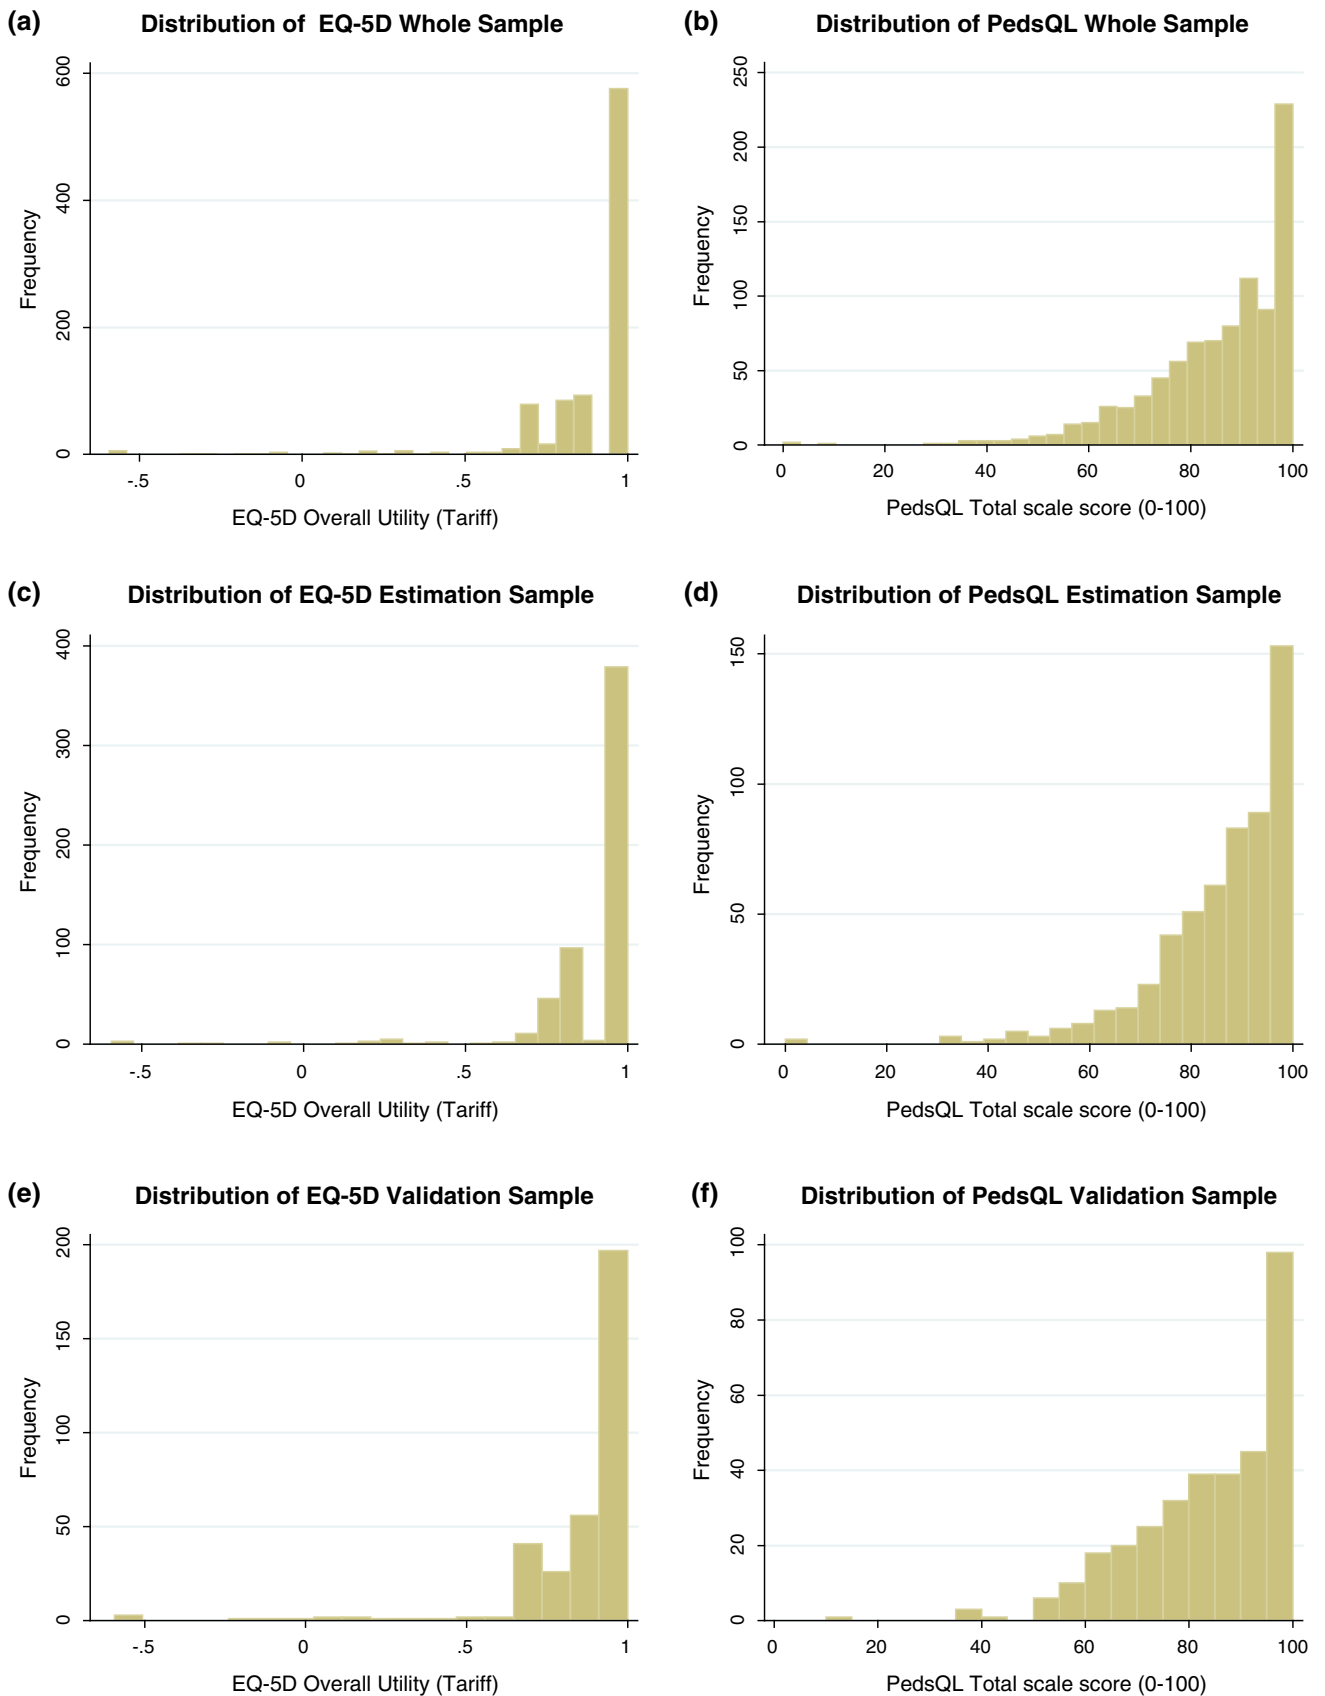 (a) Distribution of EQ-5D Whole Sample
600
400
200
0
Frequency
-.5 0 .5 1
EQ-5D Overall Utility (Tariff)
(b) Distribution of PedsQL Whole Sample
250
200
150
100
50
0
Frequency
0 20 40 60 80 100
PedsQL Total scale score (0-100)
(c) Distribution of EQ-5D Estimation Sample
400
300
200
100
0
Frequency
-.5 0 .5 1
EQ-5D Overall Utility (Tariff)
(d) Distribution of PedsQL Estimation Sample
150
100
50
0
Frequency
0 20 40 60 80 100
PedsQL Total scale score (0-100)
(e) Distribution of EQ-5D Validation Sample
200
150
100
50
0
Frequency
-.5 0 .5 1
EQ-5D Overall Utility (Tariff)
(f) Distribution of PedsQL Validation Sample
100
80
60
40
20
0
Frequency
0 20 40 60 80 100
PedsQL Total scale score (0-100)